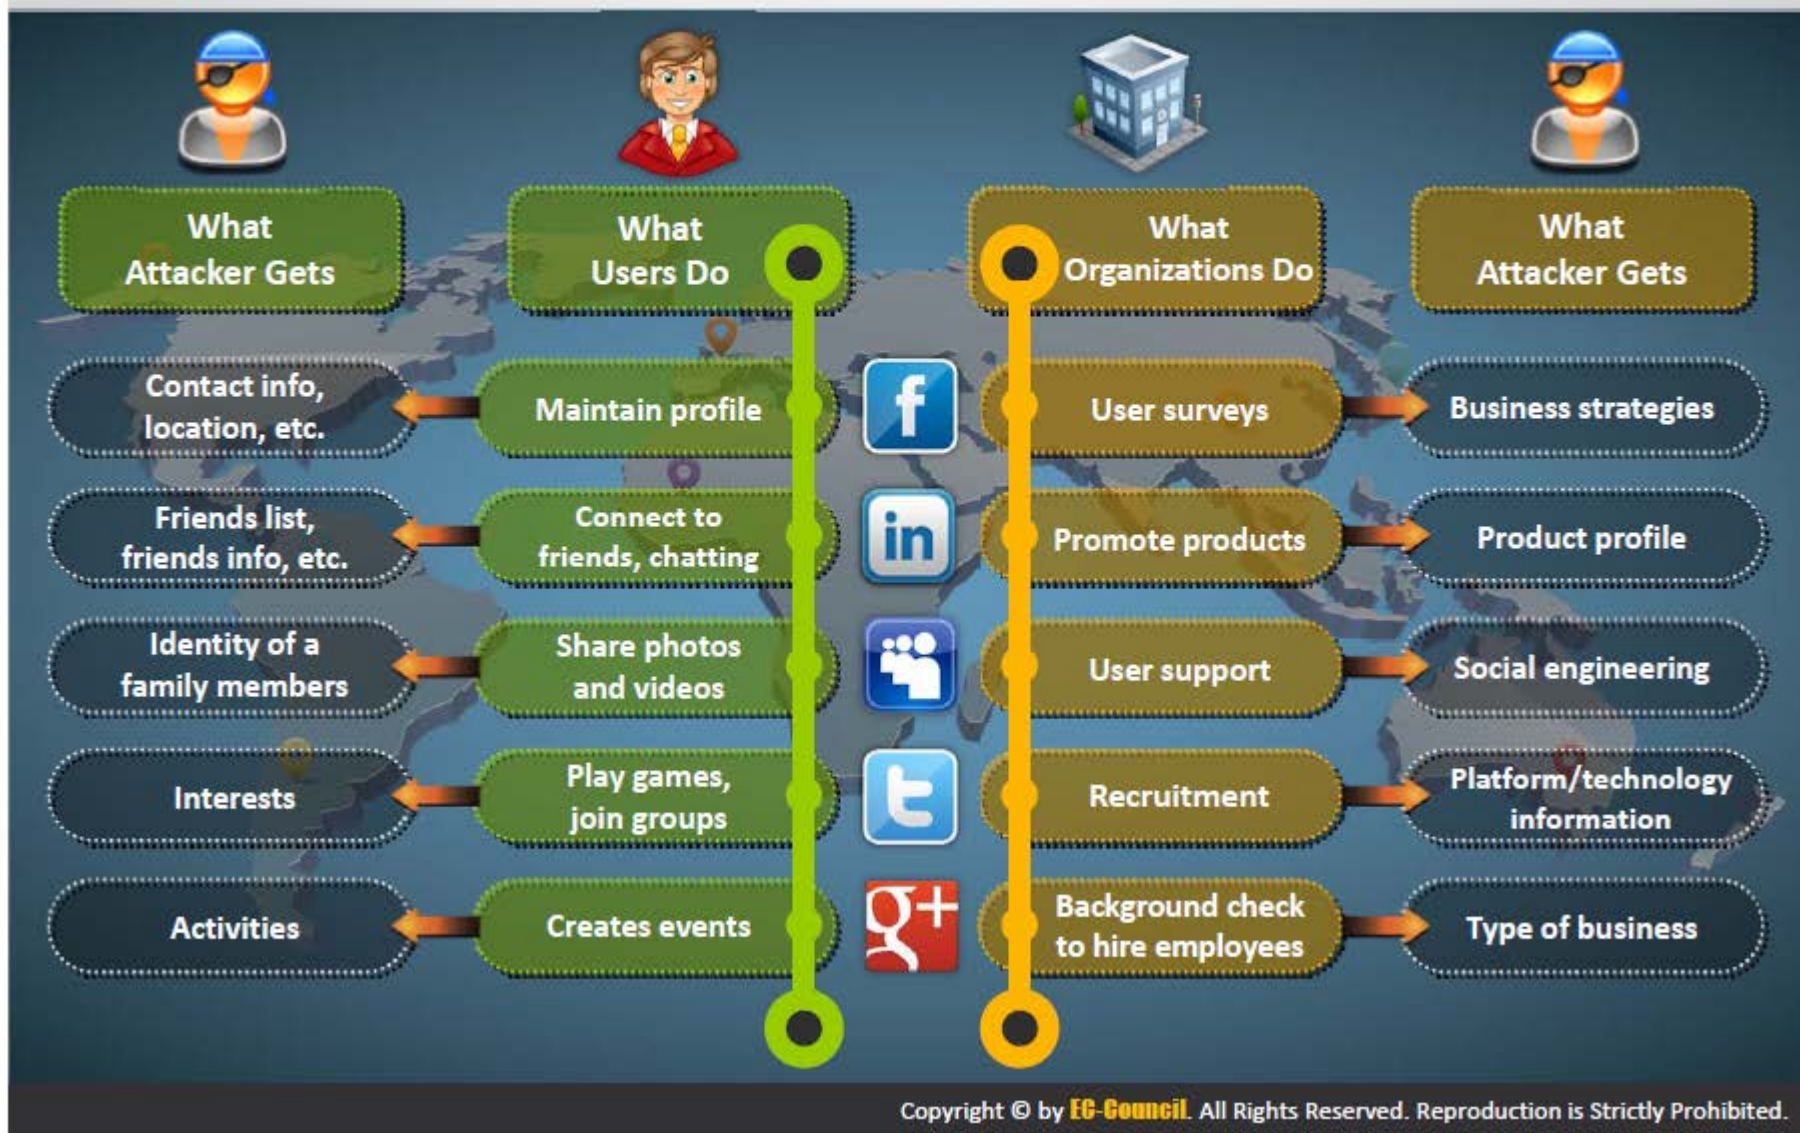 What
Attacker Gets
What
Users Do
What
Organizations Do
What
Attacker Gets
Contact info,
location, etc.
Maintain profile
f
User surveys
Business strategies
Friends list,
friends info, etc.
Connect to
friends, chatting
in
Promote products
Product profile
Identity of a
family members
Share photos
and videos
User support
Social engineering
Interests
Play games,
join groups
t
Recruitment
Platform/technology
information
Activities
Creates events
g+
Background check
to hire employees
Type of business
Copyright © by EC-Council. All Rights Reserved. Reproduction is Strictly Prohibited.